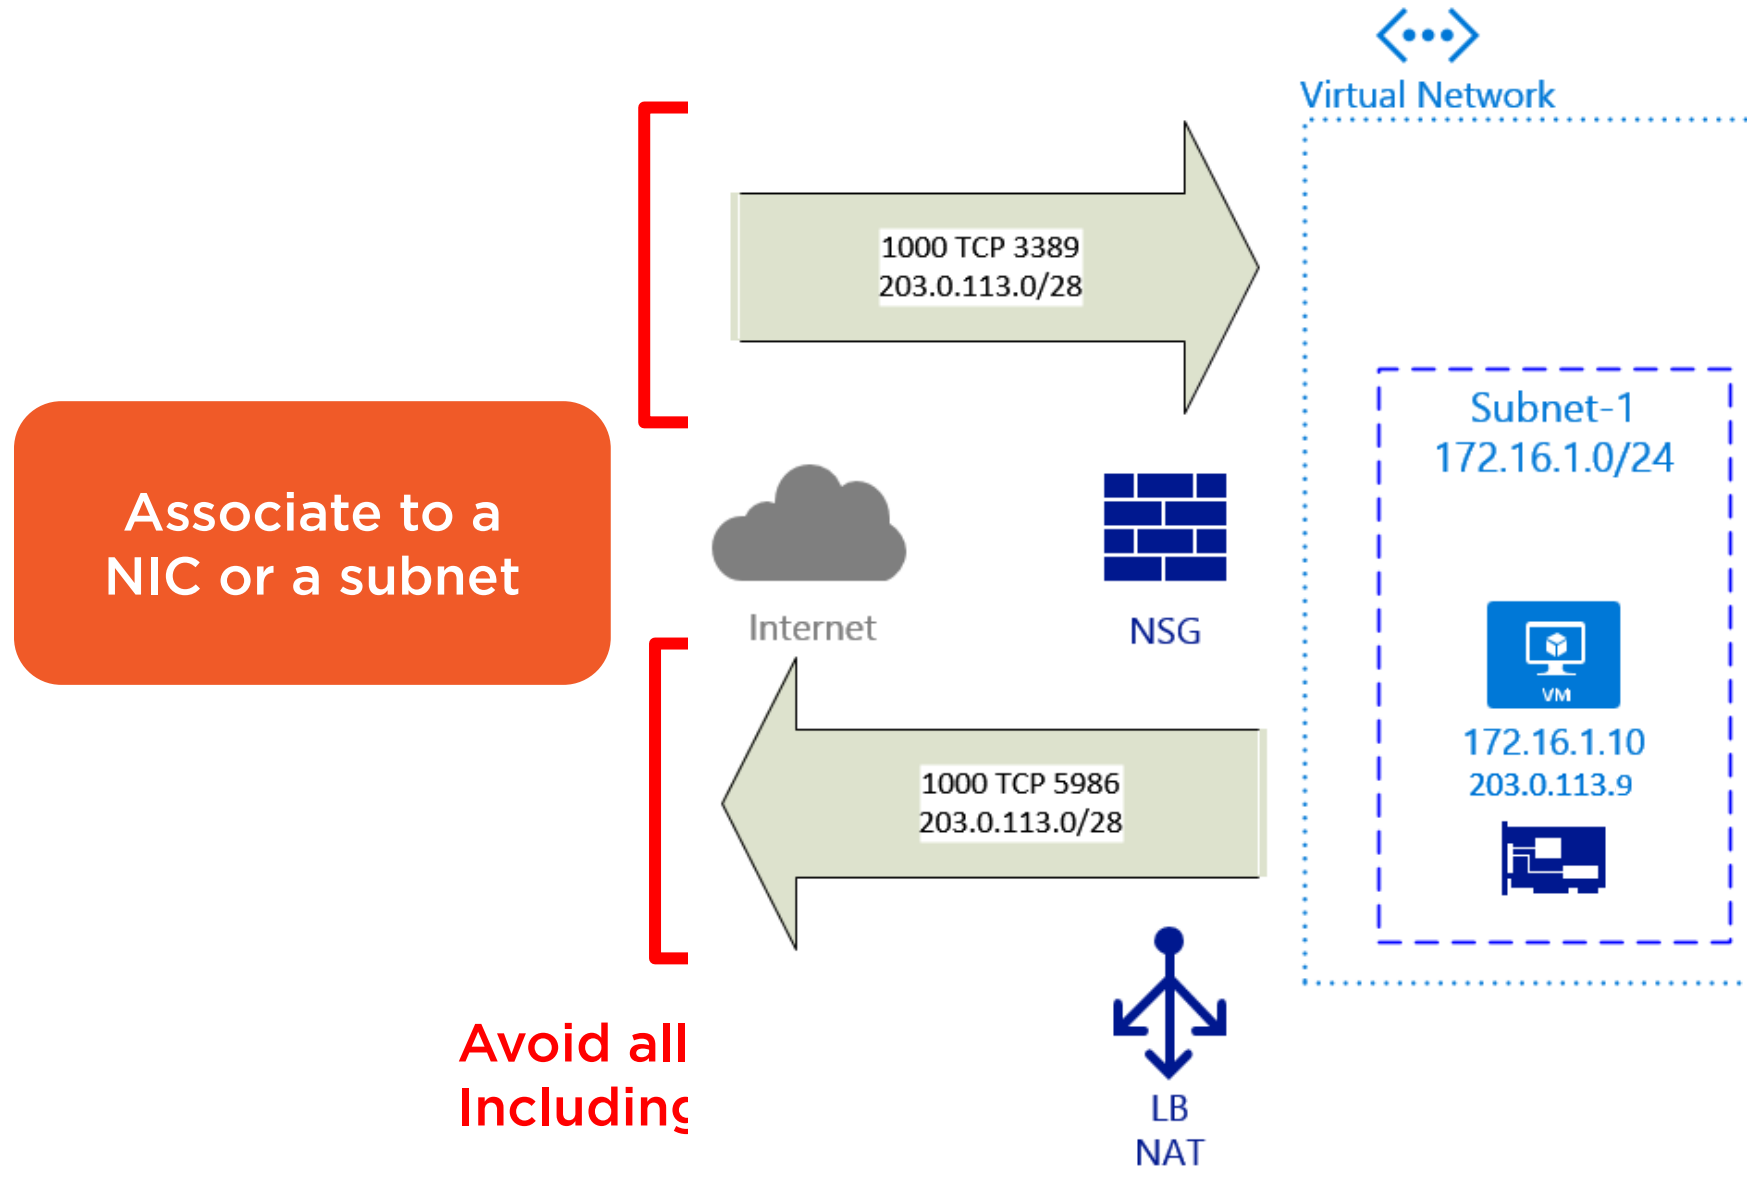 Virtual Network
1000 TCP 3389
203.0.113.0/28
Subnet-1
172.16.1.0/24
Associate to a
NIC or a subnet
Internet
NSG
VM
172.16.1.10
203.0.113.9
1000 TCP 5986
203.0.113.0/28
Avoid all
Including
LB
NAT